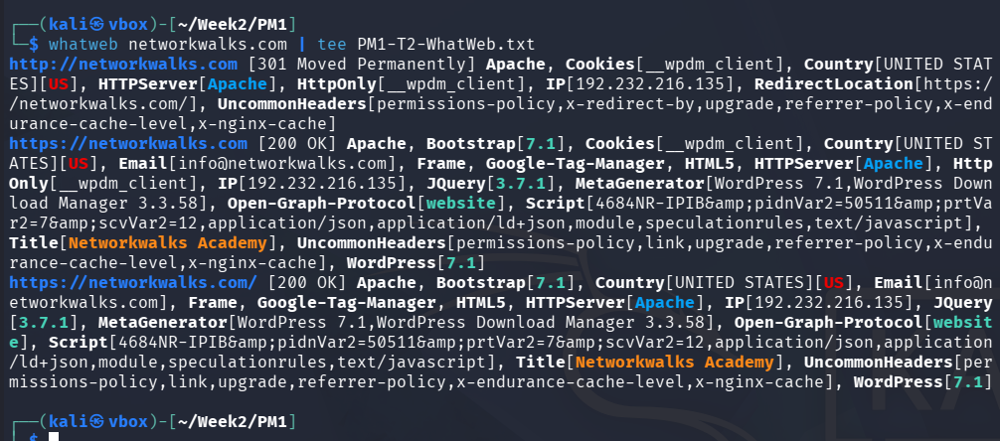 ┌──(kali㉿vbox)-[~/Week2/PM1]
└─$ whatweb networkwalks.com | tee PM1-T2-WhatWeb.txt
http://networkwalks.com [301 Moved Permanently] Apache, Cookies[__wpdm_client], Country[UNITED STAT
ES][US], HTTPServer[Apache], HttpOnly[__wpdm_client], IP[192.232.216.135], RedirectLocation[https:/
/networkwalks.com/], UncommonHeaders[permissions-policy,x-redirect-by,upgrade,referrer-policy,x-end
urance-cache-level,x-nginx-cache]
https://networkwalks.com [200 OK] Apache, Bootstrap[7.1], Cookies[__wpdm_client], Country[UNITED ST
ATES][US], Email[info@networkwalks.com], Frame, Google-Tag-Manager, HTML5, HTTPServer[Apache], Http
Only[__wpdm_client], IP[192.232.216.135], JQuery[3.7.1], MetaGenerator[WordPress 7.1,WordPress Down
load Manager 3.3.58], Open-Graph-Protocol[website], Script[4684NR-IPIB&amp;pidnVar2=50511&amp;prtVa
r2=7&amp;scvVar2=12,application/json,application/ld+json,module,speculationrules,text/javascript],
Title[Networkwalks Academy], UncommonHeaders[permissions-policy,link,upgrade,referrer-policy,x-endu
rance-cache-level,x-nginx-cache], WordPress[7.1]
https://networkwalks.com/ [200 OK] Apache, Bootstrap[7.1], Country[UNITED STATES][US], Email[info@n
etworkwalks.com], Frame, Google-Tag-Manager, HTML5, HTTPServer[Apache], IP[192.232.216.135], JQuery
[3.7.1], MetaGenerator[WordPress 7.1,WordPress Download Manager 3.3.58], Open-Graph-Protocol[websit
e], Script[4684NR-IPIB&amp;pidnVar2=50511&amp;prtVar2=7&amp;scvVar2=12,application/json,application
/ld+json,module,speculationrules,text/javascript], Title[Networkwalks Academy], UncommonHeaders[per
missions-policy,link,upgrade,referrer-policy,x-endurance-cache-level,x-nginx-cache], WordPress[7.1]
┌──(kali㉿vbox)-[~/Week2/PM1]
└─$